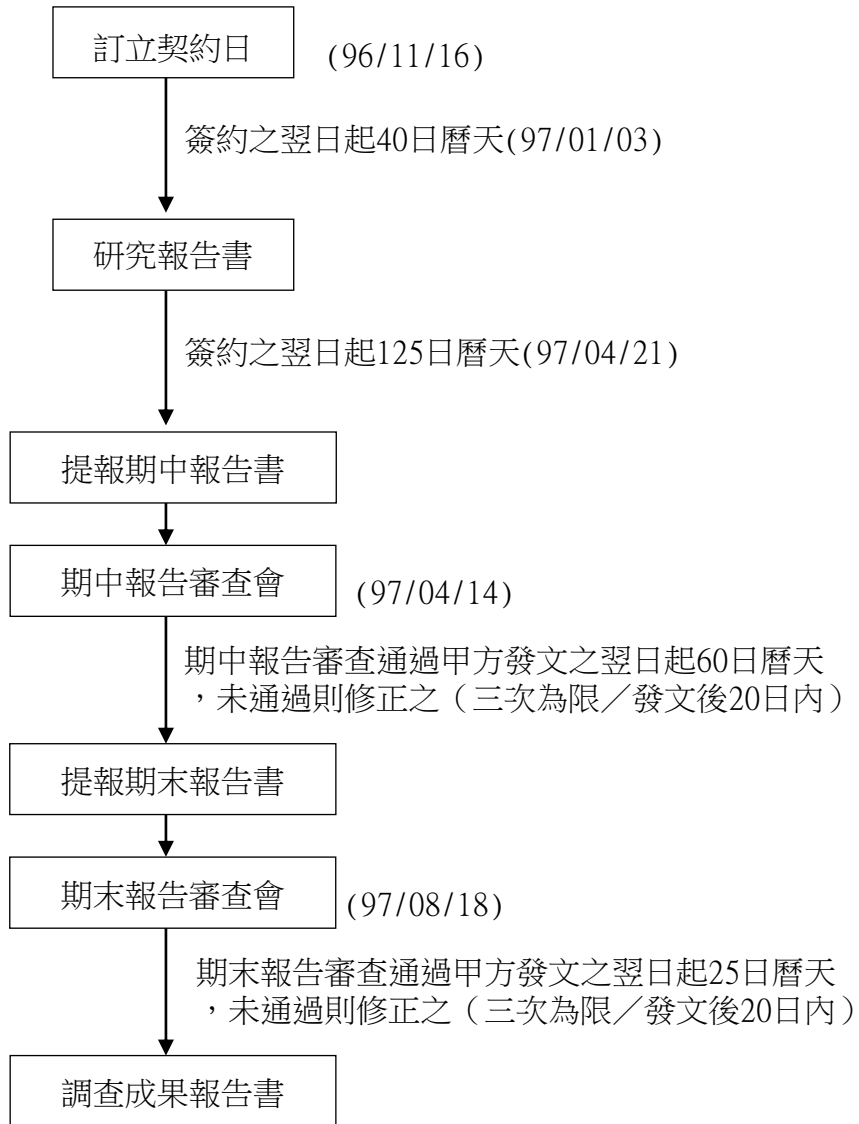 訂立契約日
(96/11/16)
簽約之翌日起40日曆天(97/01/03)
研究報告書
簽約之翌日起125日曆天(97/04/21)
提報期中報告書
期中報告審查會
(97/04/14)
期中報告審查通過甲方發文之翌日起60日曆天
，未通過則修正之（三次為限／發文後20日內）
提報期末報告書
期末報告審查會
(97/08/18)
期末報告審查通過甲方發文之翌日起25日曆天
，未通過則修正之（三次為限／發文後20日內）
調查成果報告書